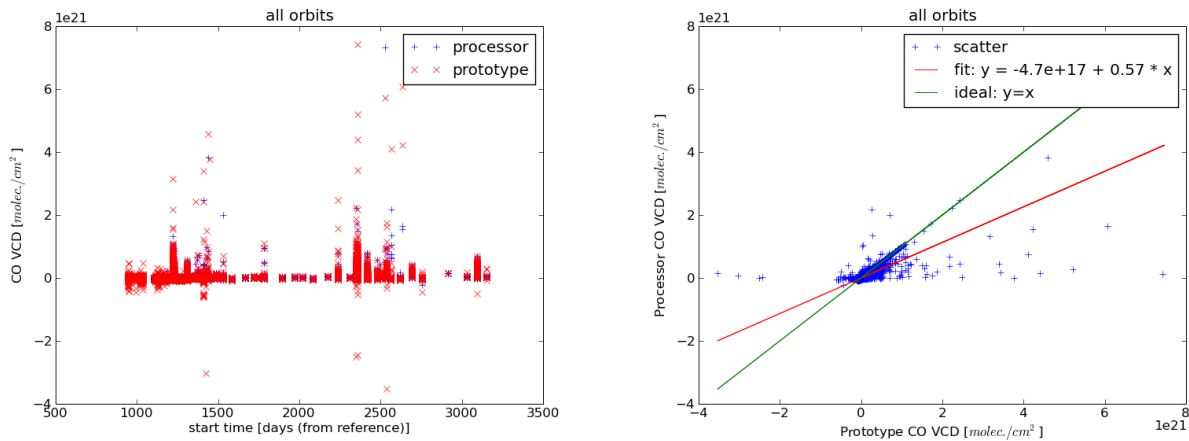 all orbits
1e21
8
6
4
2
0
−2
−4
CO VCD [molec./cm² ]
+ + processor
× × prototype
500 1000 1500 2000 2500 3000 3500
start time [days (from reference)]
all orbits
1e21
8
6
4
2
0
−2
−4
Processor CO VCD [molec./cm² ]
+ + scatter
fit: y = -4.7e+17 + 0.57 * x
ideal: y=x
−4 −2 0 2 4 6 8
1e21
Prototype CO VCD [molec./cm² ]